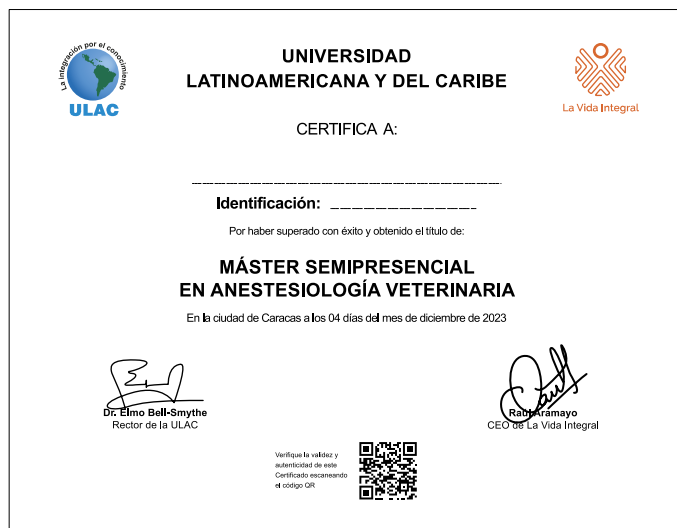 La integración por el conocimiento
ULAC
UNIVERSIDAD
LATINOAMERICANA Y DEL CARIBE
La Vida Integral
CERTIFICA A:
Identificación:
Por haber superado con éxito y obtenido el título de:
MÁSTER SEMIPRESENCIAL
EN ANESTESIOLOGÍA VETERINARIA
En la ciudad de Caracas a los 04 días del mes de diciembre de 2023
Dr. Elmo Bell-Smythe
Rector de la ULAC
Raul Aramayo
CEO de La Vida Integral
Verifique la validez y
autenticidad de este
Certificado escaneando
el código QR